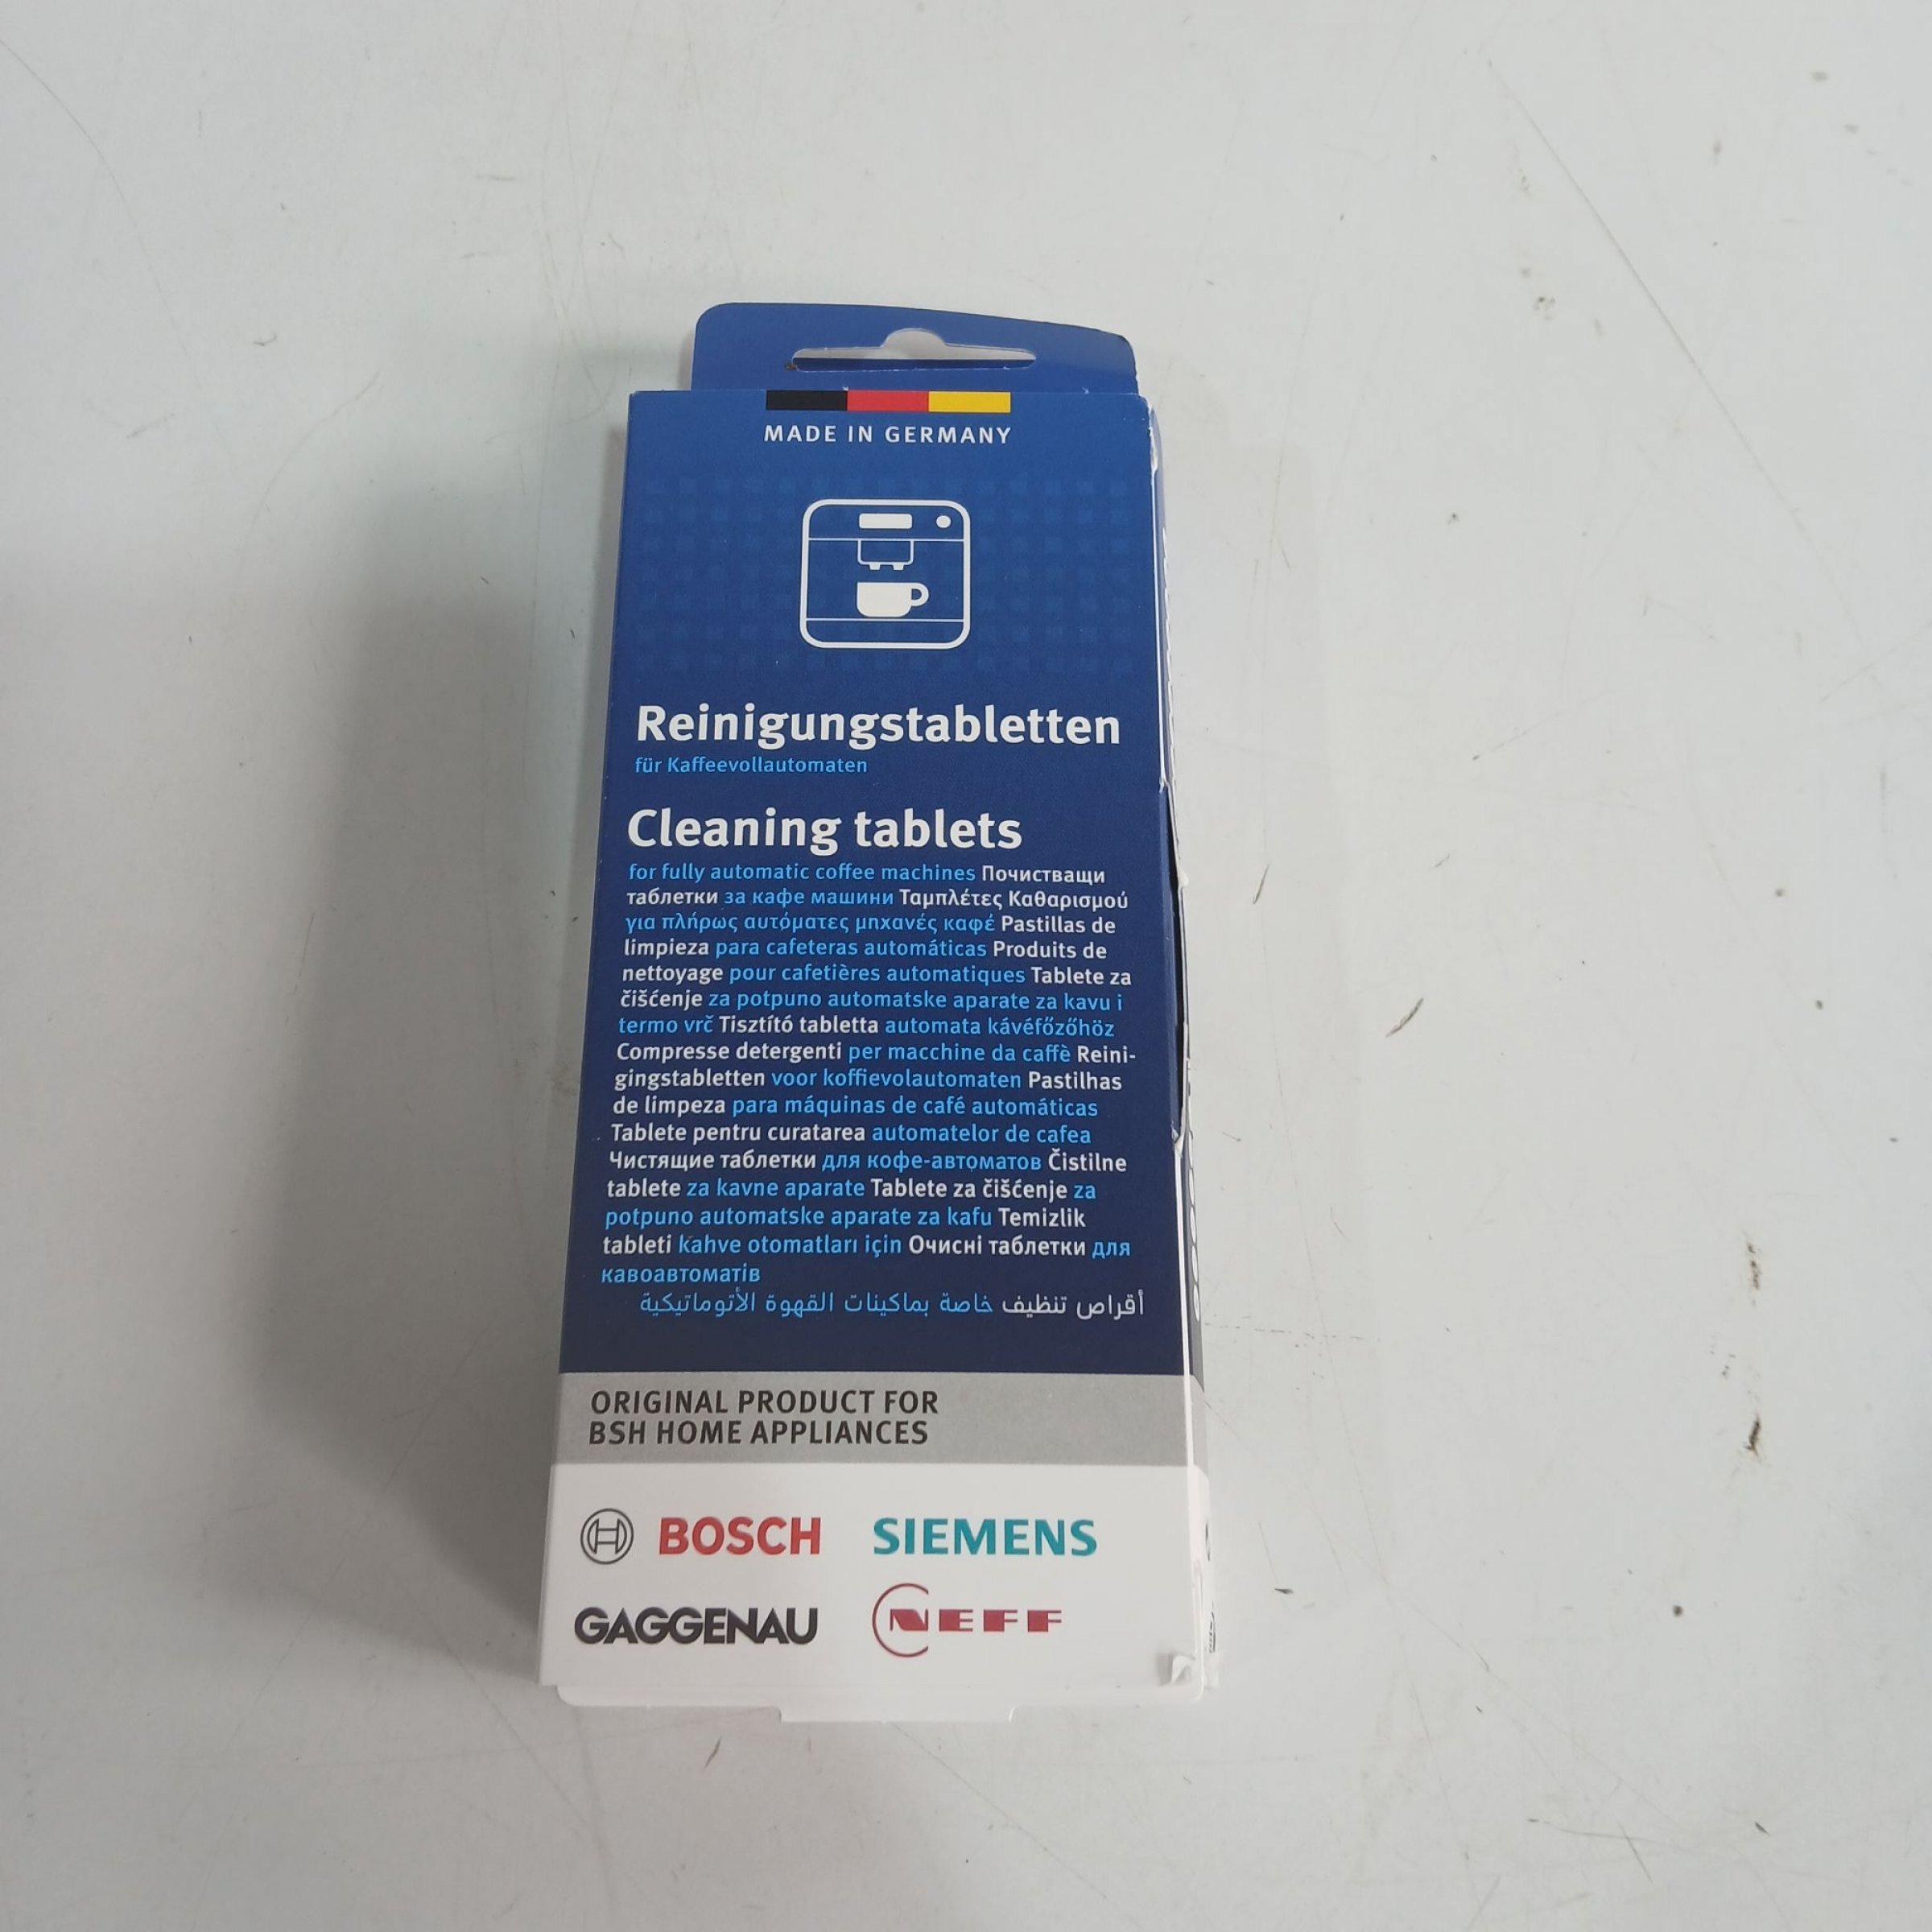 MADE IN GERMANY
Reinigungstabletten
für Kaffeevollautomaten
Cleaning tablets
for fully automatic coffee machines Почистващи
таблетки за кафе машини Ταμπλέτες Καθαρισμού
για πλήρως αυτόματες μηχανές καφέ Pastillas de
limpieza para cafeteras automáticas Produits de
nettoyage pour cafetières automatiques Tablete za
čišćenje za potpuno automatske aparate za kavu i
termo vrč Tisztító tabletta automata kávéfőzőhöz
Compresse detergenti per macchine da caffè Reini-
gingstabletten voor koffievolautomaten Pastilhas
de limpeza para máquinas de café automáticas
Tablete pentru curatarea automatelor de cafea
Чистящие таблетки для кофе-автоматов Čistilne
tablete za kavne aparate Tablete za čišćenje za
potpuno automatske aparate za kafu Temizlik
tableti kahve otomatları için Очисні таблетки для
кавоавтоматів
أقراص تنظيف خاصة بماكينات القهوة الأتوماتيكية
ORIGINAL PRODUCT FOR
BSH HOME APPLIANCES
BOSCH SIEMENS
GAGGENAU NEFF